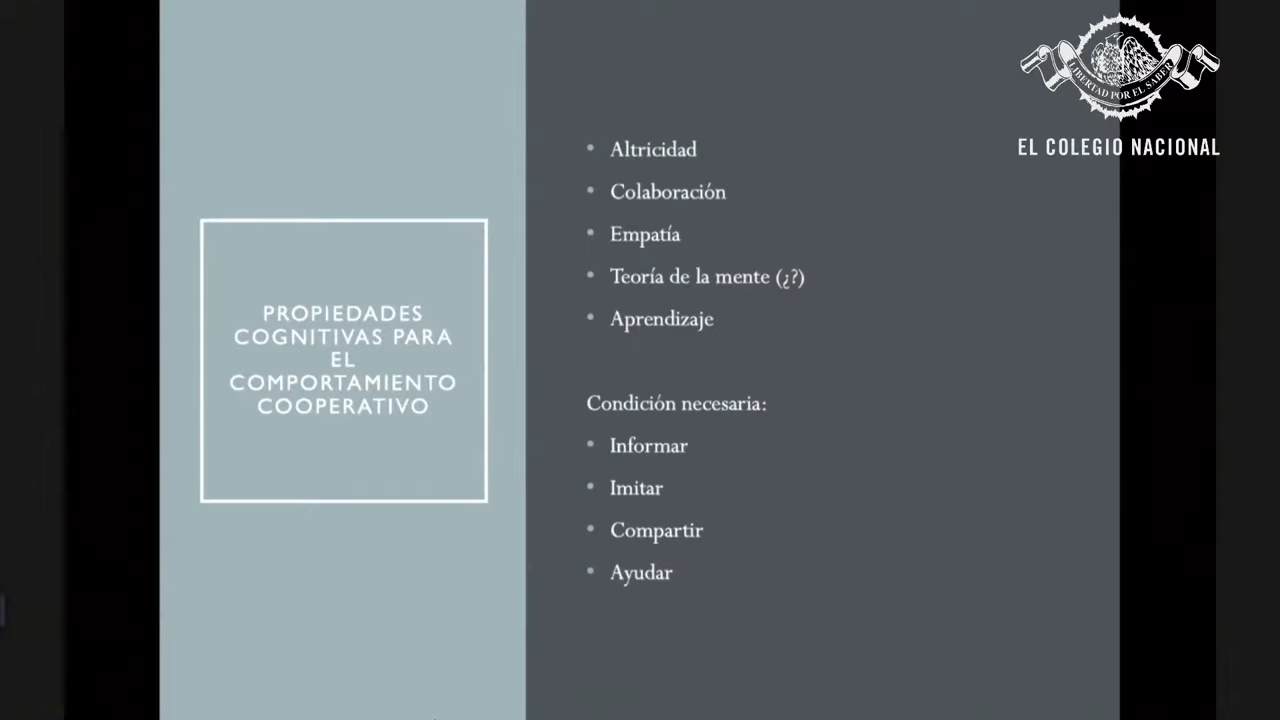 LIBERTAD POR EL SABER
EL COLEGIO NACIONAL
PROPIEDADES
COGNITIVAS PARA
EL
COMPORTAMIENTO
COOPERATIVO
• Altricidad
• Colaboración
• Empatía
• Teoría de la mente (¿?)
• Aprendizaje
Condición necesaria:
• Informar
• Imitar
• Compartir
• Ayudar